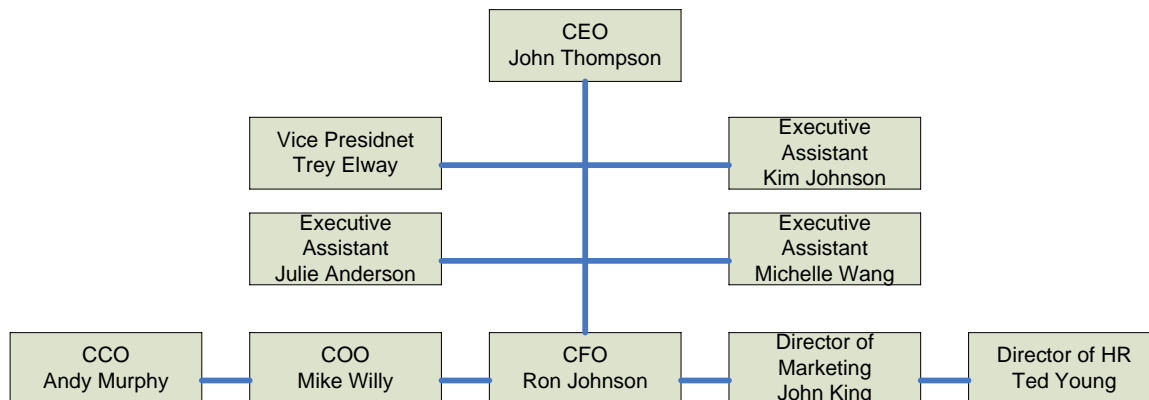 CEO
John Thompson
Vice Presidnet
Trey Elway
Executive
Assistant
Kim Johnson
Executive
Assistant
Julie Anderson
Executive
Assistant
Michelle Wang
CCO
Andy Murphy
COO
Mike Willy
CFO
Ron Johnson
Director of
Marketing
John King
Director of HR
Ted Young